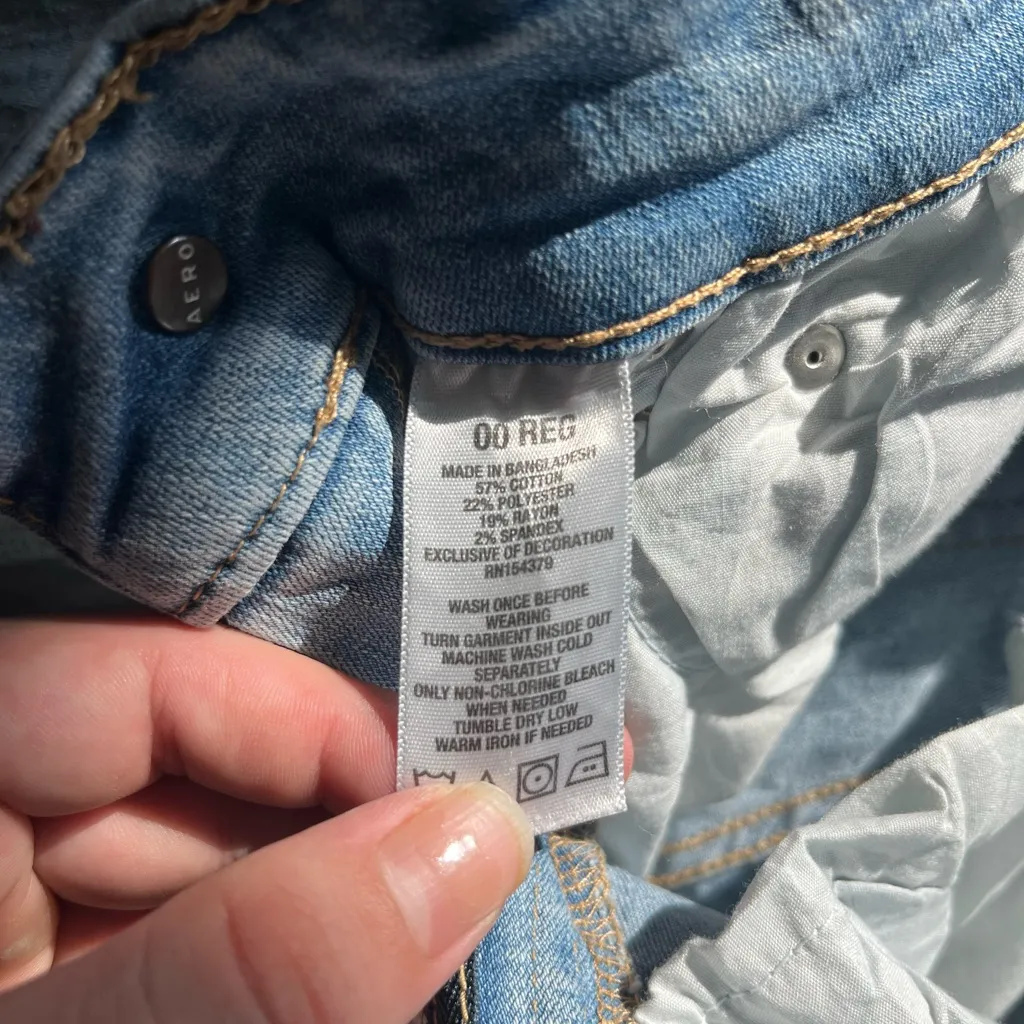 AERO
00 REG
MADE IN BANGLADESH
57% COTTON
22% POLYESTER
19% RAYON
2% SPANDEX
EXCLUSIVE OF DECORATION
RN154379
WASH ONCE BEFORE
WEARING
TURN GARMENT INSIDE OUT
MACHINE WASH COLD
SEPARATELY
ONLY NON-CHLORINE BLEACH
WHEN NEEDED
TUMBLE DRY LOW
WARM IRON IF NEEDED